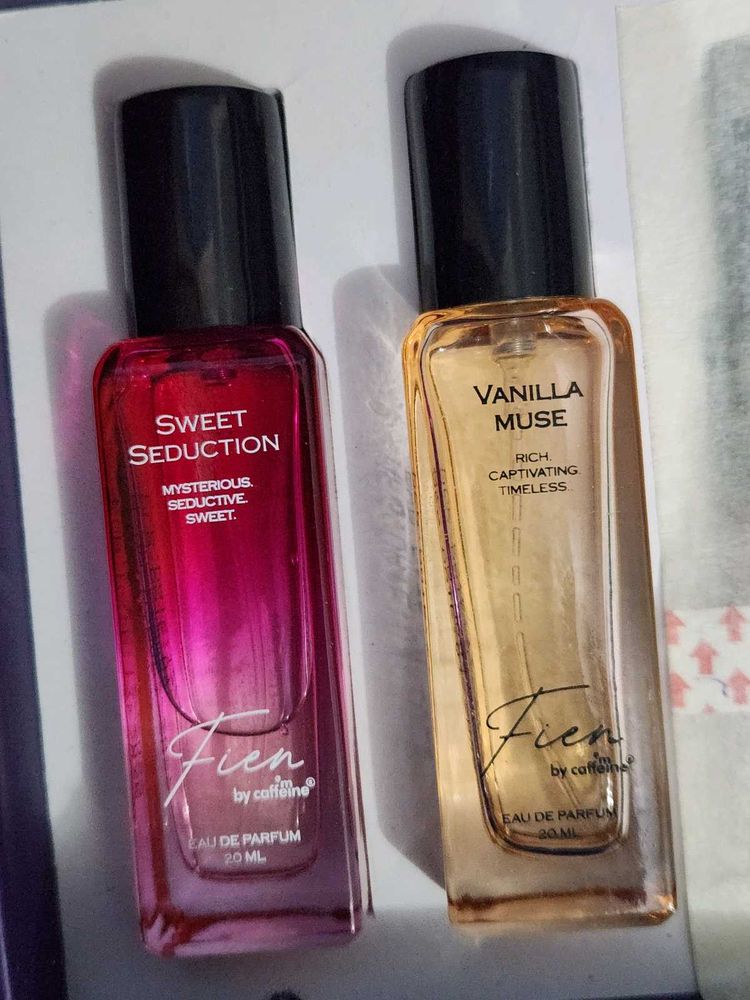 SWEET
SEDUCTION
MYSTERIOUS.
SEDUCTIVE.
SWEET.
Fien
by caffeine®
m
EAU DE PARFUM
20 ML
VANILLA
MUSE
RICH.
CAPTIVATING.
TIMELESS.
Fien
by caffeine®
m
EAU DE PARFUM
20 ML